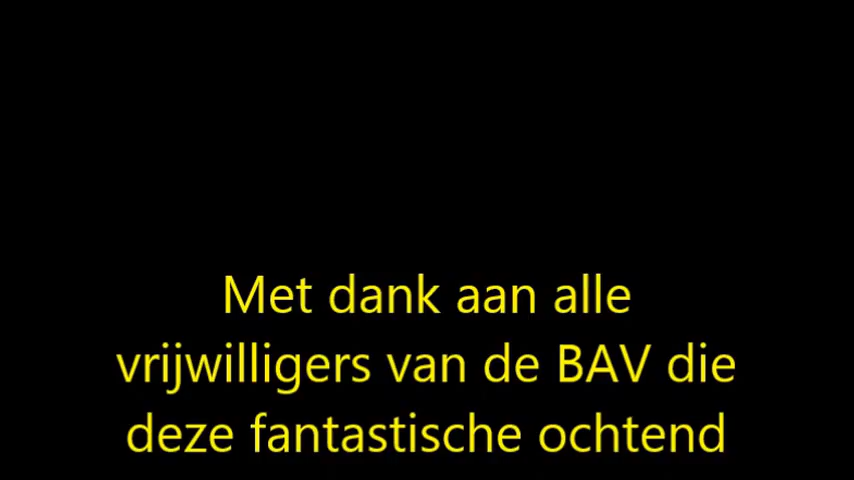 Met dank aan alle
vrijwilligers van de BAV die
deze fantastische ochtend